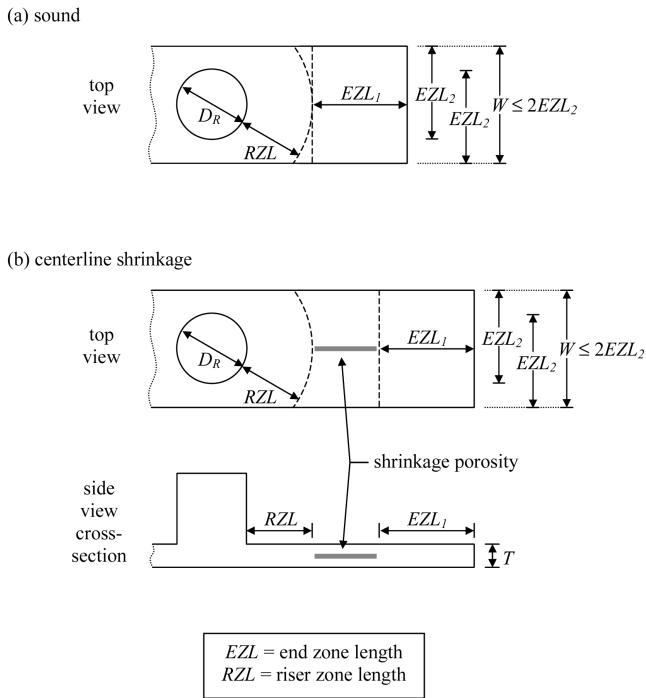 (a) sound
top
view
D_R
RZL
EZL_1
EZL_2
EZL_2
W ≤ 2EZL_2
(b) centerline shrinkage
top
view
D_R
RZL
EZL_1
EZL_2
EZL_2
W ≤ 2EZL_2
shrinkage porosity
side
view
cross-
section
RZL
EZL_1
T
EZL = end zone length
RZL = riser zone length